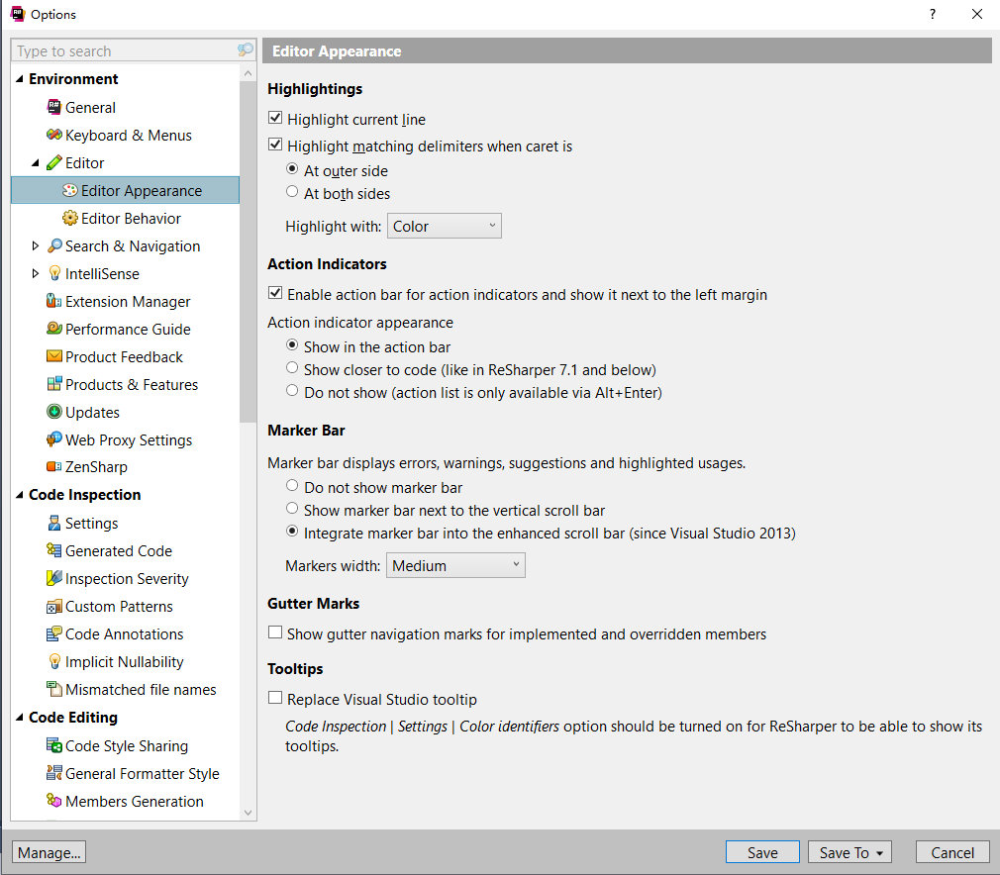 Options
?
Type to search
Environment
General
Keyboard & Menus
Editor
Editor Appearance
Editor Behavior
Search & Navigation
IntelliSense
Extension Manager
Performance Guide
Product Feedback
Products & Features
Updates
Web Proxy Settings
ZenSharp
Code Inspection
Settings
Generated Code
Inspection Severity
Custom Patterns
Code Annotations
Implicit Nullability
Mismatched file names
Code Editing
Code Style Sharing
General Formatter Style
Members Generation
Editor Appearance
Highlightings
Highlight current line
Highlight matching delimiters when caret is
At outer side
At both sides
Highlight with: Color
Action Indicators
Enable action bar for action indicators and show it next to the left margin
Action indicator appearance
Show in the action bar
Show closer to code (like in ReSharper 7.1 and below)
Do not show (action list is only available via Alt+Enter)
Marker Bar
Marker bar displays errors, warnings, suggestions and highlighted usages.
Do not show marker bar
Show marker bar next to the vertical scroll bar
Integrate marker bar into the enhanced scroll bar (since Visual Studio 2013)
Markers width: Medium
Gutter Marks
Show gutter navigation marks for implemented and overridden members
Tooltips
Replace Visual Studio tooltip
Code Inspection | Settings | Color identifiers option should be turned on for ReSharper to be able to show its
tooltips.
Manage...
Save
Save To
Cancel